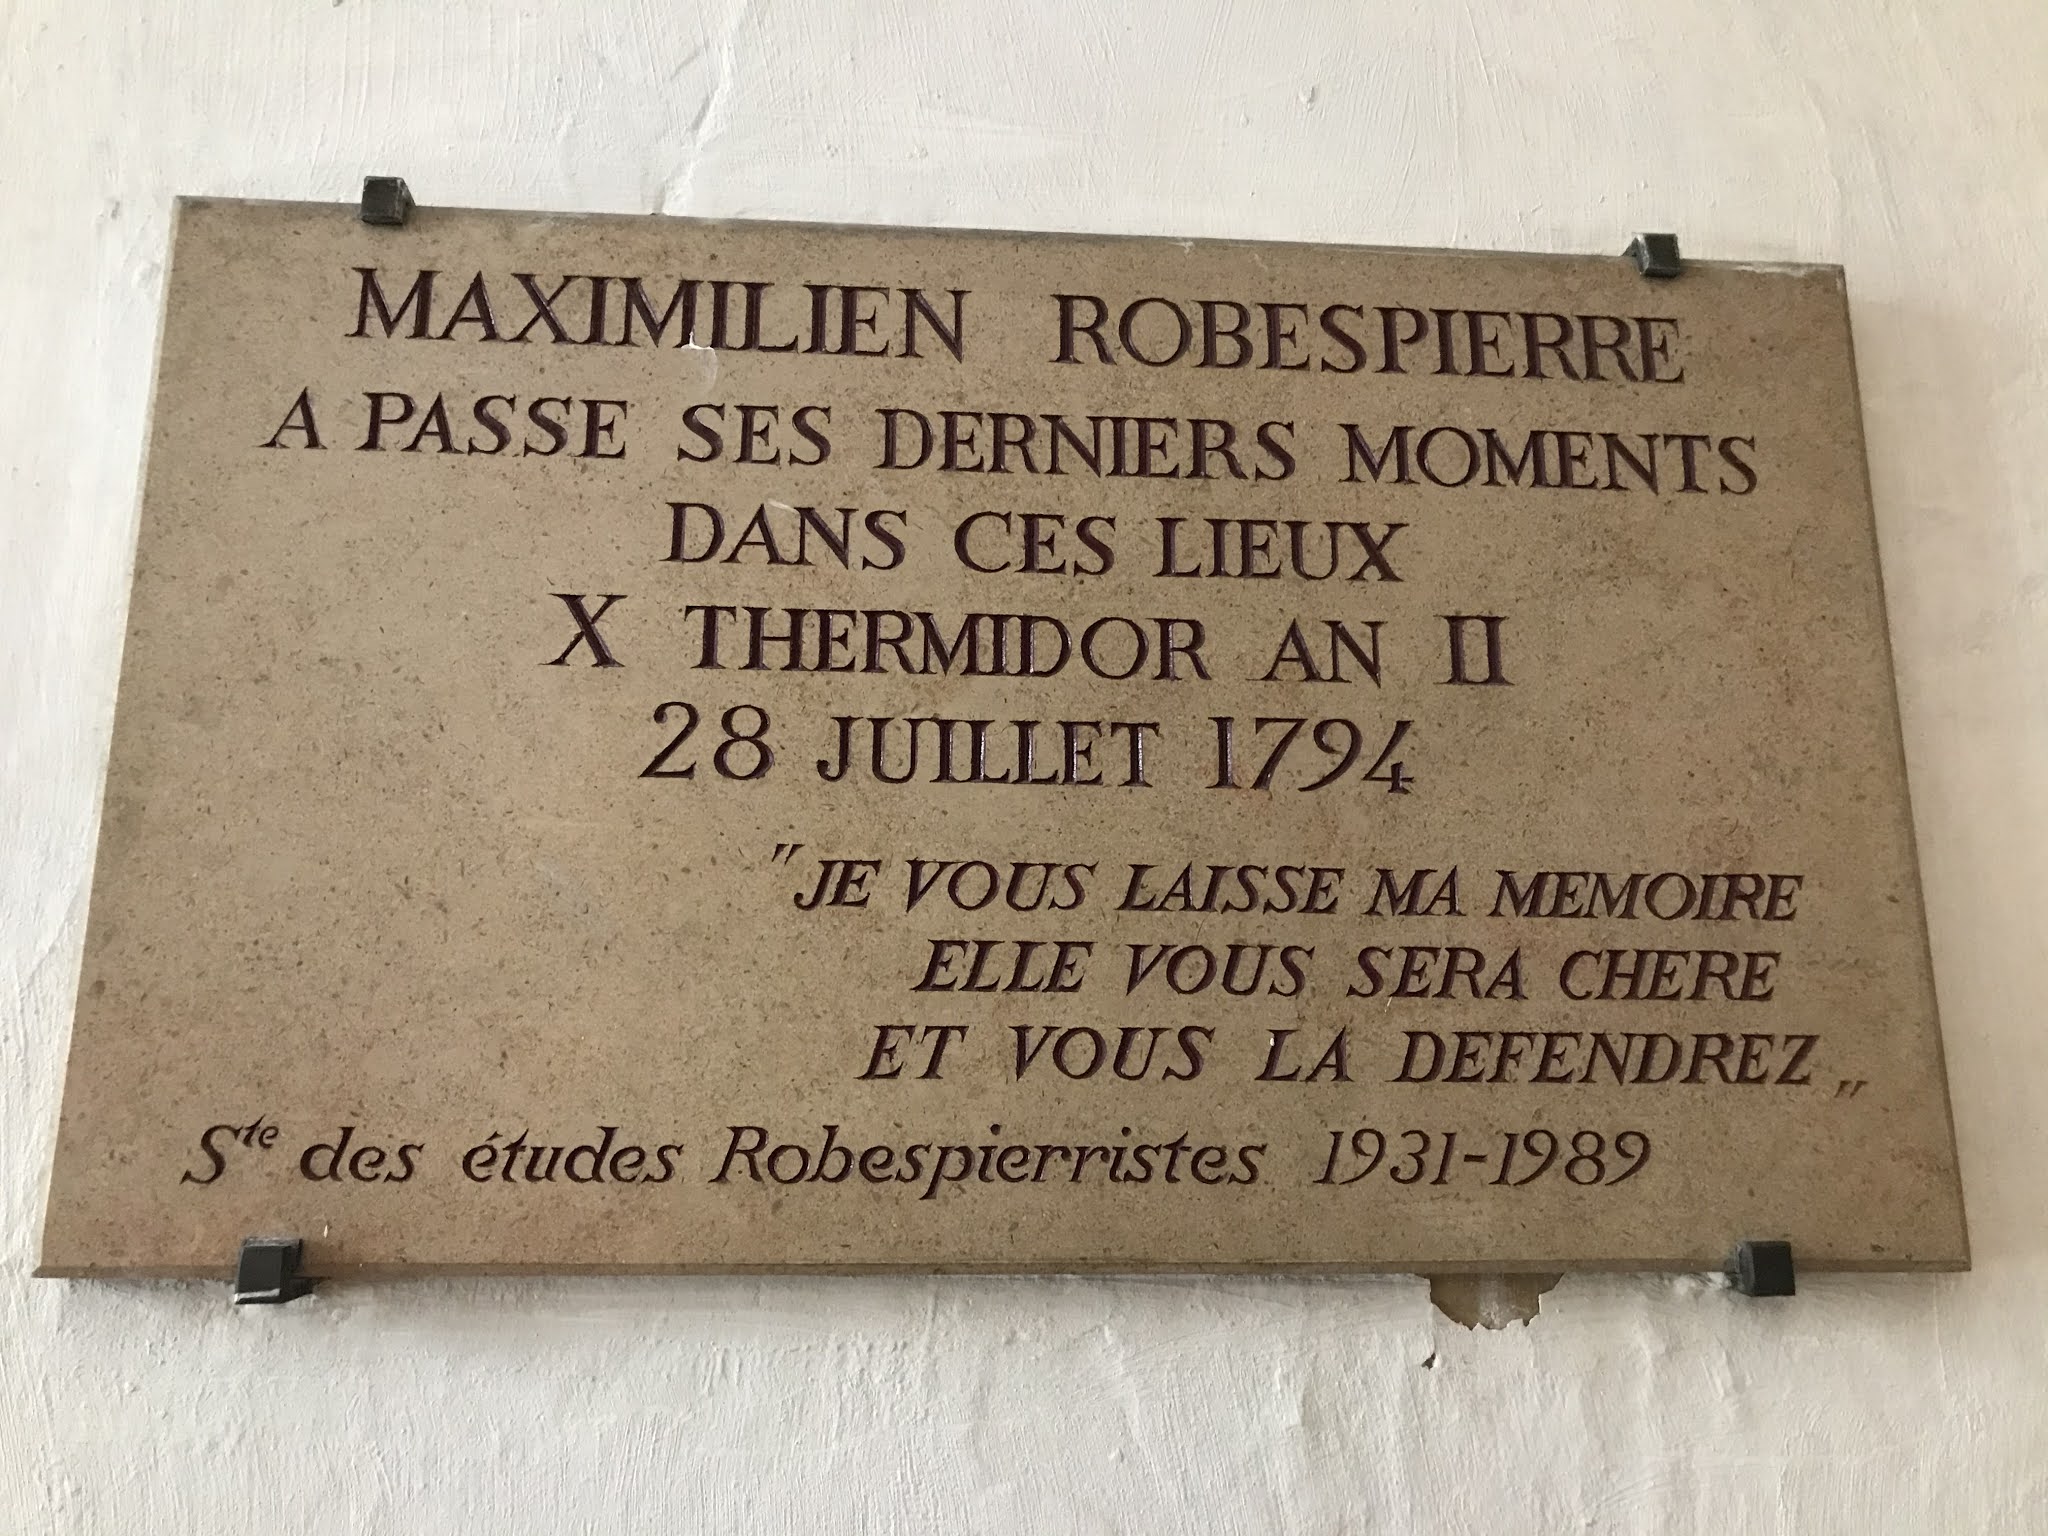 MAXIMILIEN ROBESPIERRE
A PASSE SES DERNIERS MOMENTS
DANS CES LIEUX
X THERMIDOR AN II
28 JUILLET 1794
"JE VOUS LAISSE MA MEMOIRE
ELLE VOUS SERA CHERE
ET VOUS LA DEFENDREZ„
Ste des études Robespierristes 1931-1989